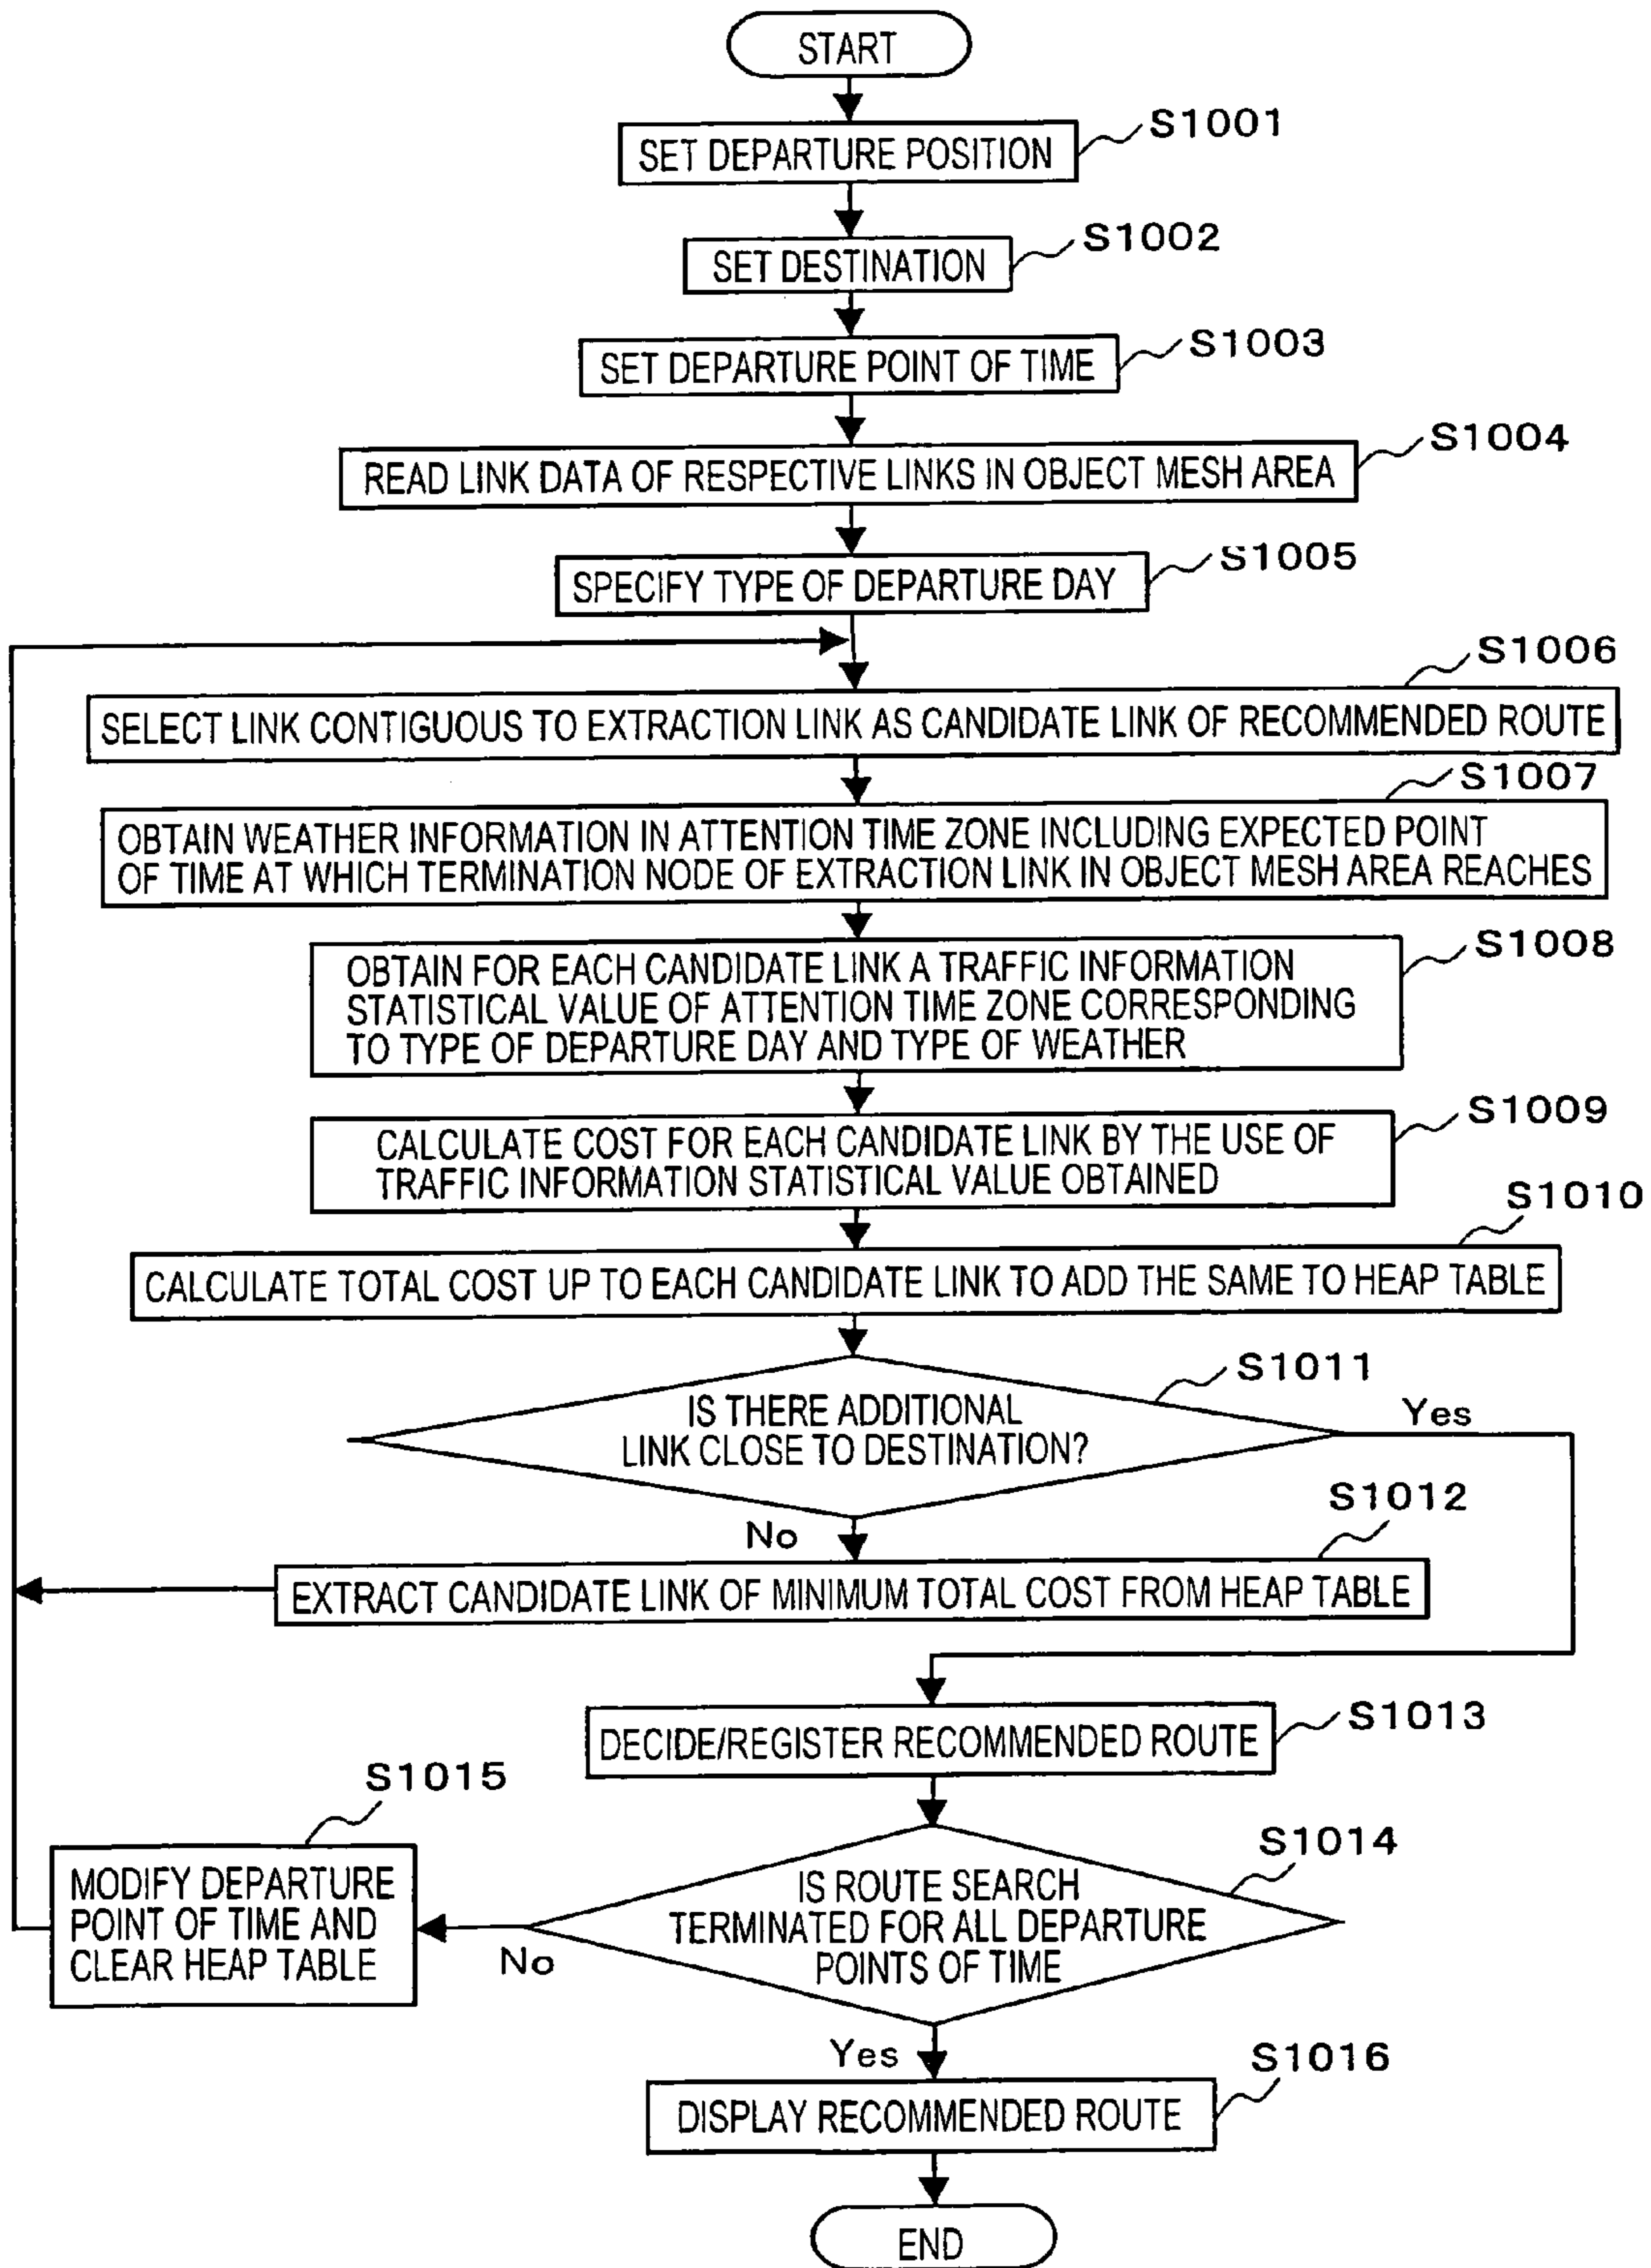 START
S1001
SET DEPARTURE POSITION
S1002
SET DESTINATION
S1003
SET DEPARTURE POINT OF TIME
S1004
READ LINK DATA OF RESPECTIVE LINKS IN OBJECT MESH AREA
S1005
SPECIFY TYPE OF DEPARTURE DAY
S1006
SELECT LINK CONTIGUOUS TO EXTRACTION LINK AS CANDIDATE LINK OF RECOMMENDED ROUTE
S1007
OBTAIN WEATHER INFORMATION IN ATTENTION TIME ZONE INCLUDING EXPECTED POINT
OF TIME AT WHICH TERMINATION NODE OF EXTRACTION LINK IN OBJECT MESH AREA REACHES
S1008
OBTAIN FOR EACH CANDIDATE LINK A TRAFFIC INFORMATION
STATISTICAL VALUE OF ATTENTION TIME ZONE CORRESPONDING
TO TYPE OF DEPARTURE DAY AND TYPE OF WEATHER
S1009
CALCULATE COST FOR EACH CANDIDATE LINK BY THE USE OF
TRAFFIC INFORMATION STATISTICAL VALUE OBTAINED
S1010
CALCULATE TOTAL COST UP TO EACH CANDIDATE LINK TO ADD THE SAME TO HEAP TABLE
S1011
IS THERE ADDITIONAL
LINK CLOSE TO DESTINATION?
Yes
No
S1012
EXTRACT CANDIDATE LINK OF MINIMUM TOTAL COST FROM HEAP TABLE
S1013
DECIDE/REGISTER RECOMMENDED ROUTE
S1014
IS ROUTE SEARCH
TERMINATED FOR ALL DEPARTURE
POINTS OF TIME
No
S1015
MODIFY DEPARTURE
POINT OF TIME AND
CLEAR HEAP TABLE
Yes
S1016
DISPLAY RECOMMENDED ROUTE
END